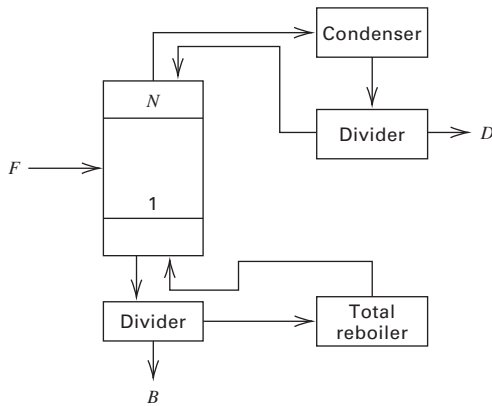 Condenser
N
Divider
D
F
1
Divider
Total
reboiler
B